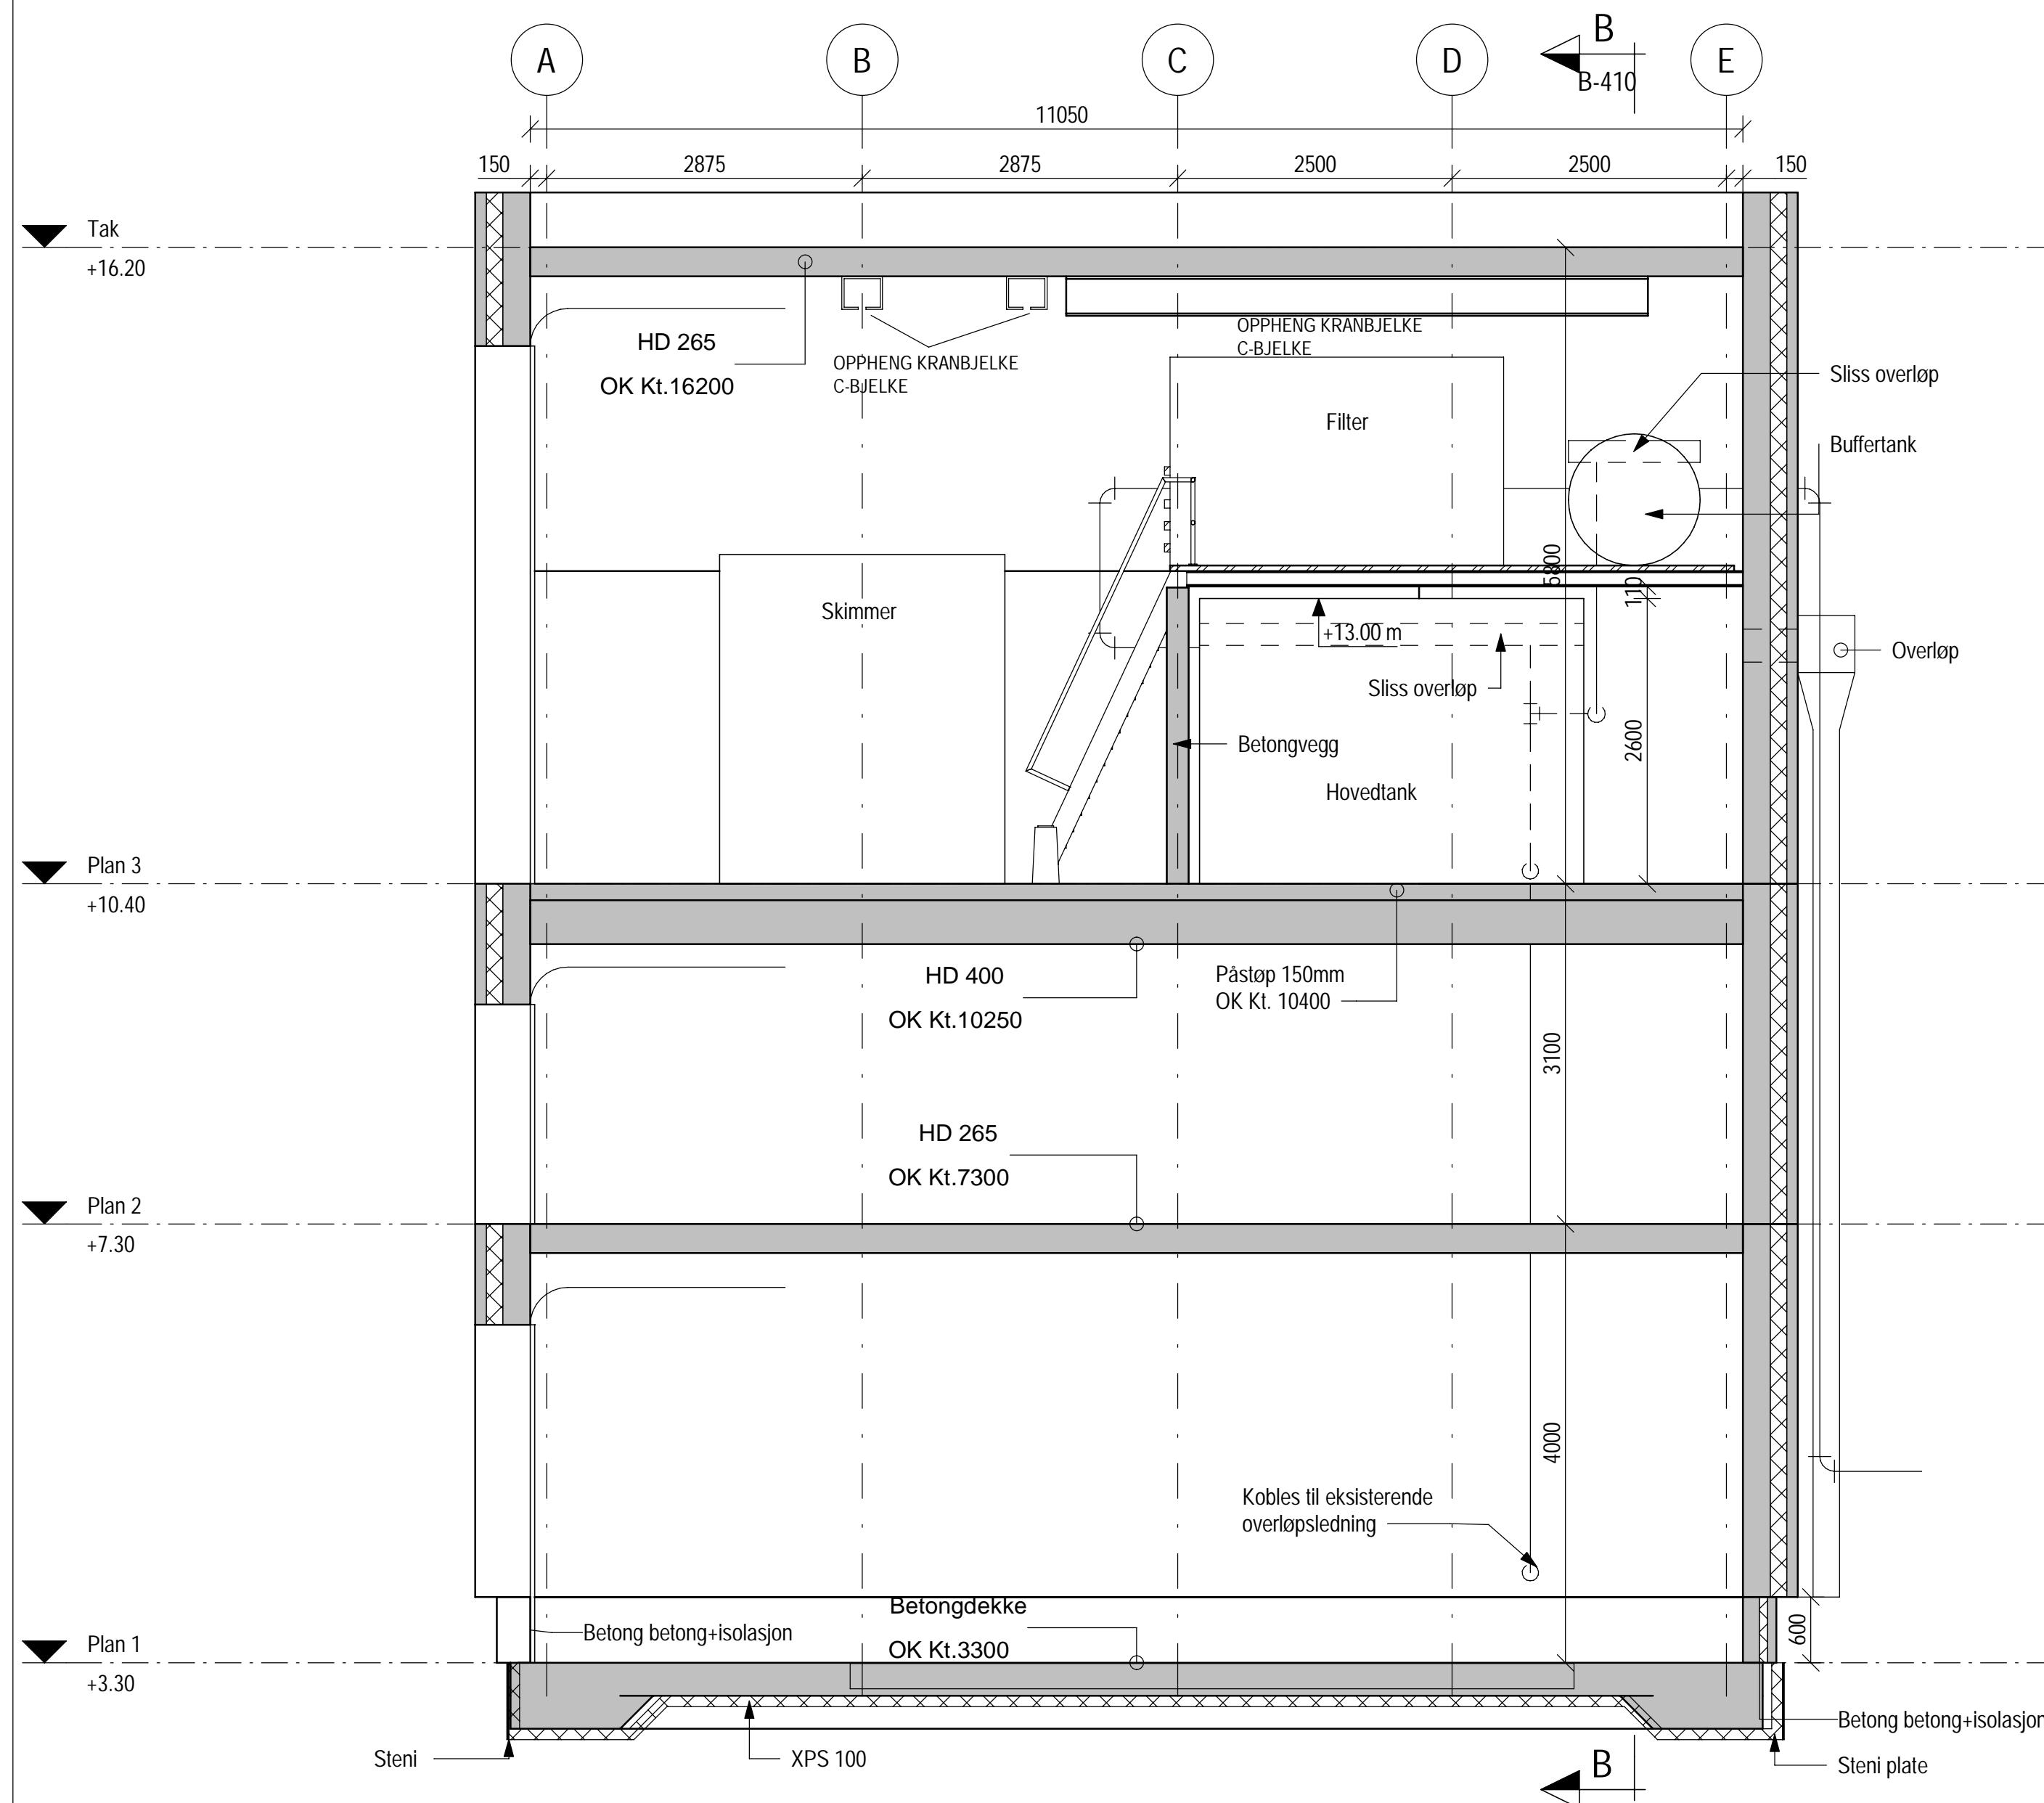 A
B
C
D
E
B
B-410
11050
150
2875
2875
2500
2500
150
Tak
+16.20
HD 265
OK Kt.16200
OPPHENG KRANBJELKE
C-BJELKE
OPPHENG KRANBJELKE
C-BJELKE
Sliss overløp
Filter
Buffertank
5800
110
Skimmer
+13.00 m
Overløp
Sliss overløp
Betongvegg
2600
Hovedtank
Plan 3
+10.40
HD 400
OK Kt.10250
Påstøp 150mm
OK Kt. 10400
3100
HD 265
OK Kt.7300
Plan 2
+7.30
4000
Kobles til eksisterende
overløpsledning
Betongdekke
OK Kt.3300
Betong betong+isolasjon
600
Plan 1
+3.30
Betong betong+isolasjon
Steni
XPS 100
Steni plate
B